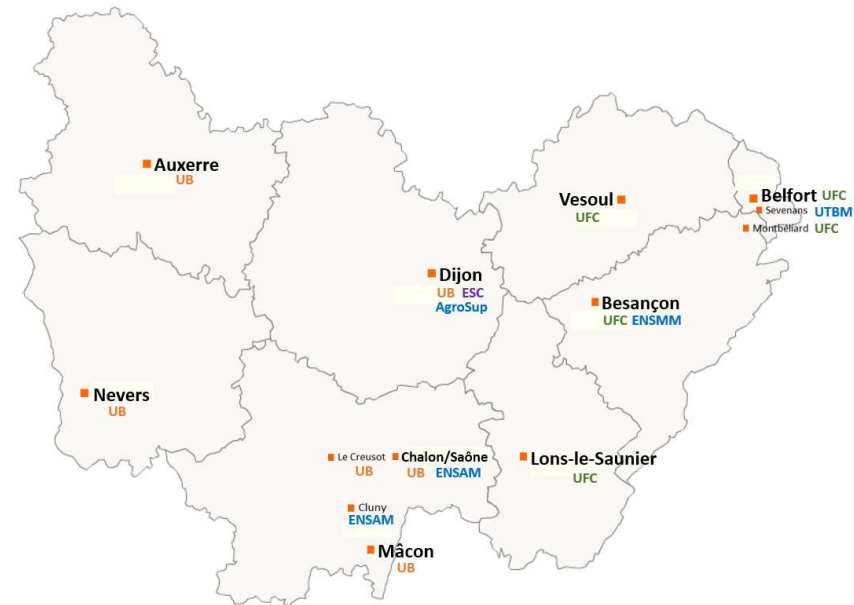 Auxerre
UB
Vesoul
UFC
Belfort UFC
Sevenans UTBM
Montbéliard UFC
Dijon
UB ESC
AgroSup
Besançon
UFC ENSMM
Nevers
UB
Le Creusot
UB
Chalon/Saône
UB ENSAM
Lons-le-Saunier
UFC
Cluny
ENSAM
Mâcon
UB